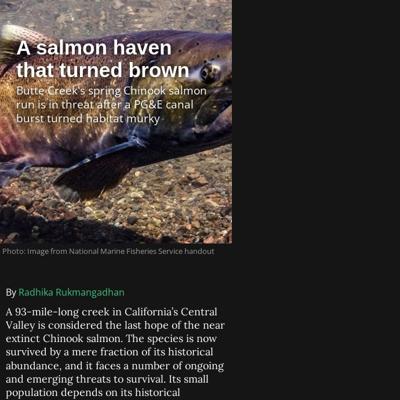 A salmon haven
that turned brown
Butte Creek's spring Chinook salmon
run is in threat after a PG&E canal
burst turned habitat murky
Photo: Image from National Marine Fisheries Service handout
By Radhika Rukmangadhan
A 93-mile-long creek in California's Central
Valley is considered the last hope of the near
extinct Chinook salmon. The species is now
survived by a mere fraction of its historical
abundance, and it faces a number of ongoing
and emerging threats to survival. Its small
population depends on its historical